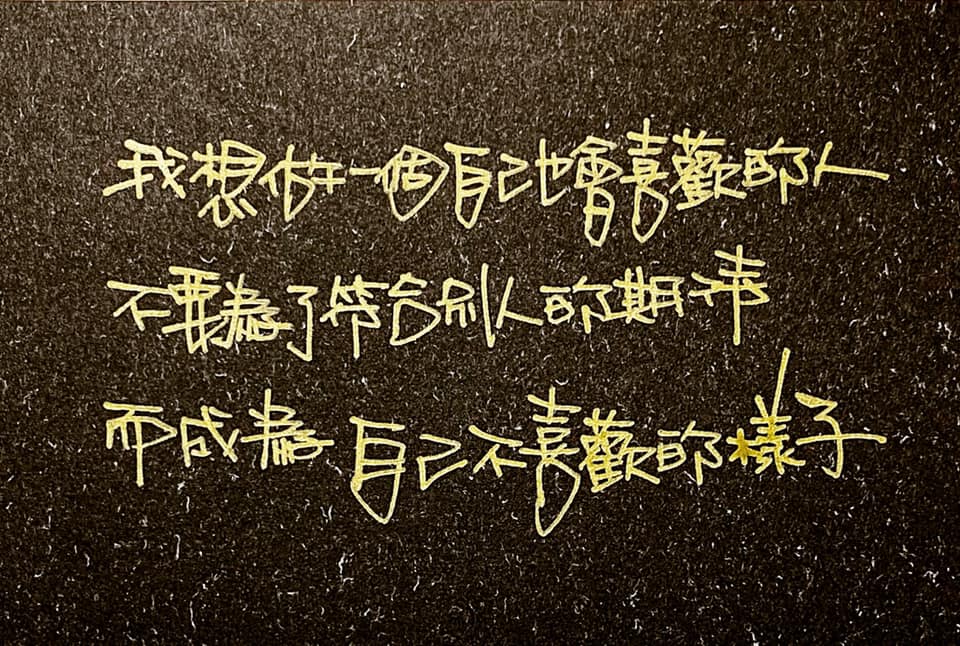 我想做一個自己也會喜歡的人
不要為了符合別人的期待
而成為自己不喜歡的樣子